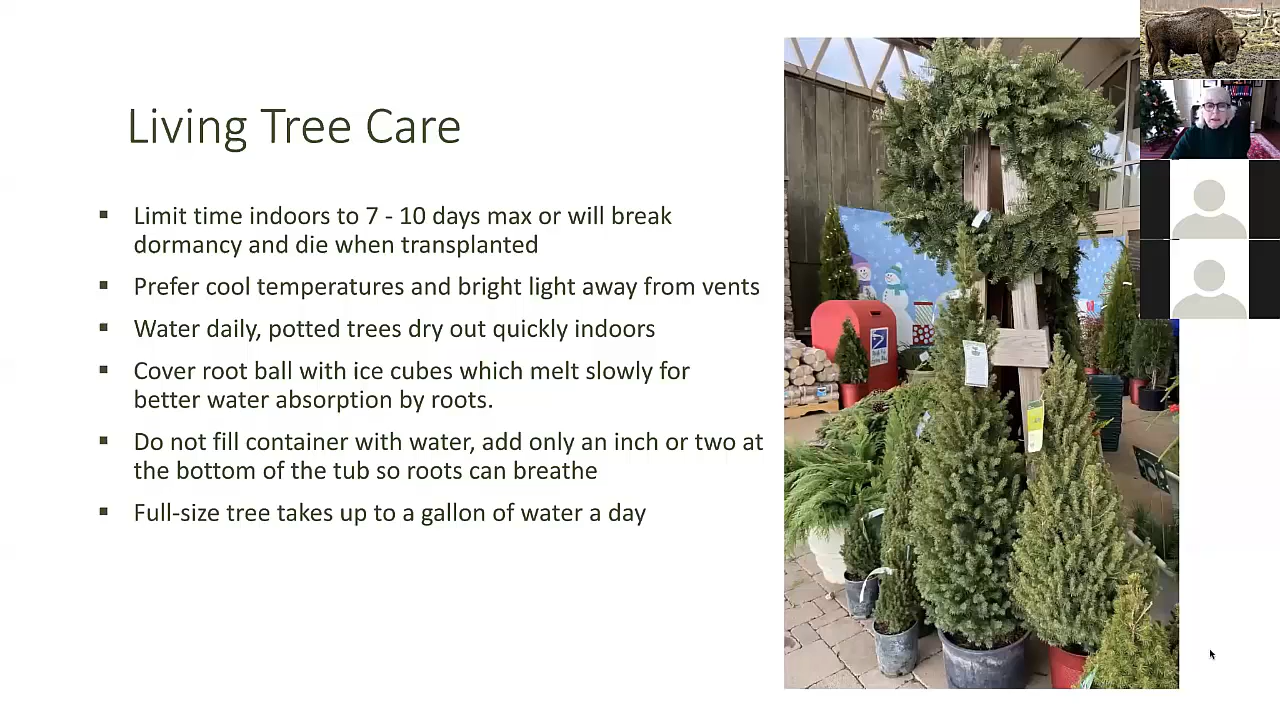 Living Tree Care
▪ Limit time indoors to 7 - 10 days max or will break
dormancy and die when transplanted
▪ Prefer cool temperatures and bright light away from vents
▪ Water daily, potted trees dry out quickly indoors
▪ Cover root ball with ice cubes which melt slowly for
better water absorption by roots.
▪ Do not fill container with water, add only an inch or two at
the bottom of the tub so roots can breathe
▪ Full-size tree takes up to a gallon of water a day